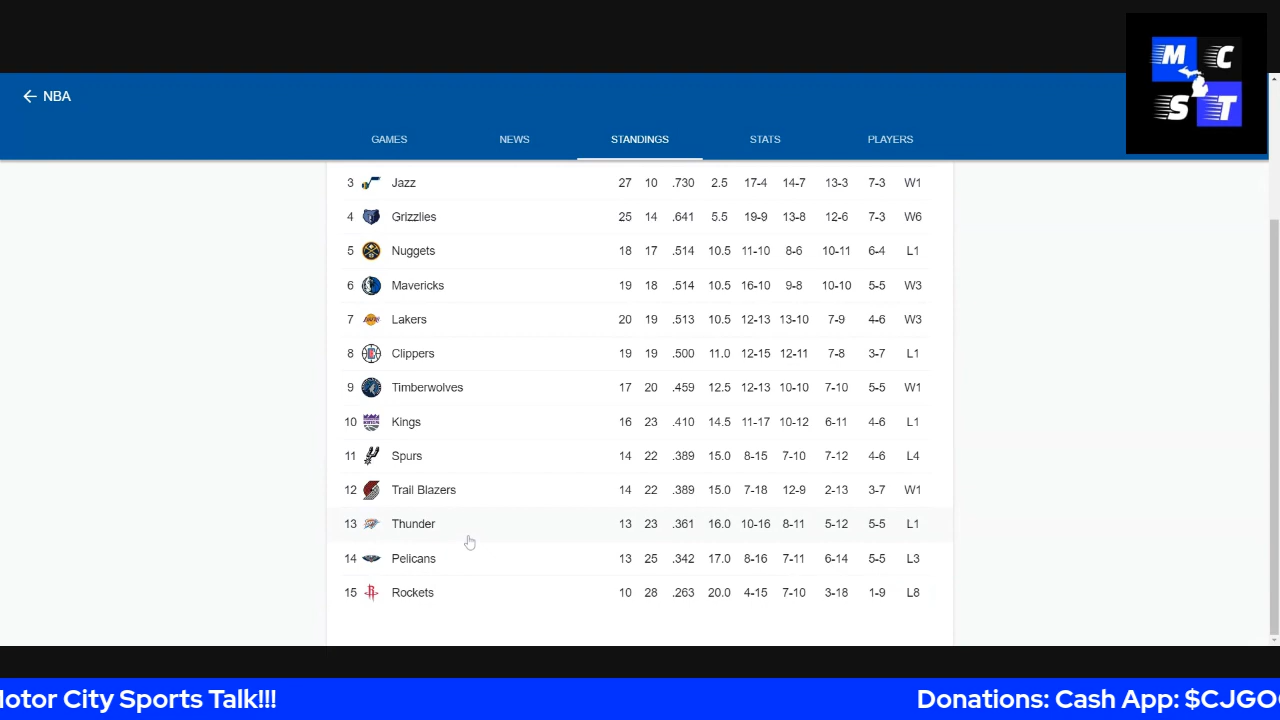 M C
S T
NBA
GAMES NEWS STANDINGS STATS PLAYERS
3 Jazz 27 10 .730 2.5 17-4 14-7 13-3 7-3 W1
4 Grizzlies 25 14 .641 5.5 19-9 13-8 12-6 7-3 W6
5 Nuggets 18 17 .514 10.5 11-10 8-6 10-11 6-4 L1
6 Mavericks 19 18 .514 10.5 16-10 9-8 10-10 5-5 W3
7 Lakers 20 19 .513 10.5 12-13 13-10 7-9 4-6 W3
8 Clippers 19 19 .500 11.0 12-15 12-11 7-8 3-7 L1
9 Timberwolves 17 20 .459 12.5 12-13 10-10 7-10 5-5 W1
10 Kings 16 23 .410 14.5 11-17 10-12 6-11 4-6 L1
11 Spurs 14 22 .389 15.0 8-15 7-10 7-12 4-6 L4
12 Trail Blazers 14 22 .389 15.0 7-18 12-9 2-13 3-7 W1
13 Thunder 13 23 .361 16.0 10-16 8-11 5-12 5-5 L1
14 Pelicans 13 25 .342 17.0 8-16 7-11 6-14 5-5 L3
15 Rockets 10 28 .263 20.0 4-15 7-10 3-18 1-9 L8
otor City Sports Talk!!! Donations: Cash App: $CJGO